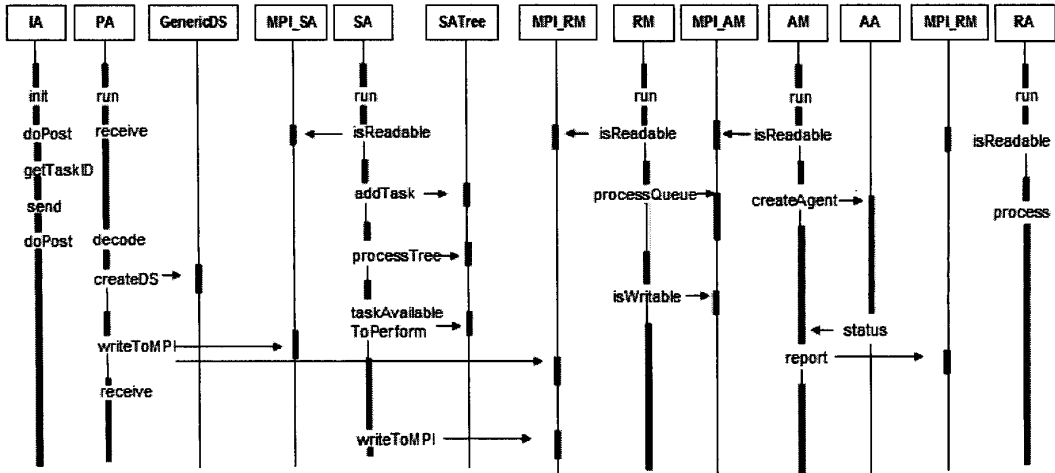 IA PA GenericDS MPI_SA SA SATree MPI_RM RM MPI_AM AM AA MPI_RM RA
init run run run run run
doPost receive isReadable isReadable isReadable isReadable
getTaskID
addTask processQueue createAgent
send process
doPost decode
processTree
createDS
isWritable
taskAvailable
ToPerform status
writeToMPI
report
receive
writeToMPI